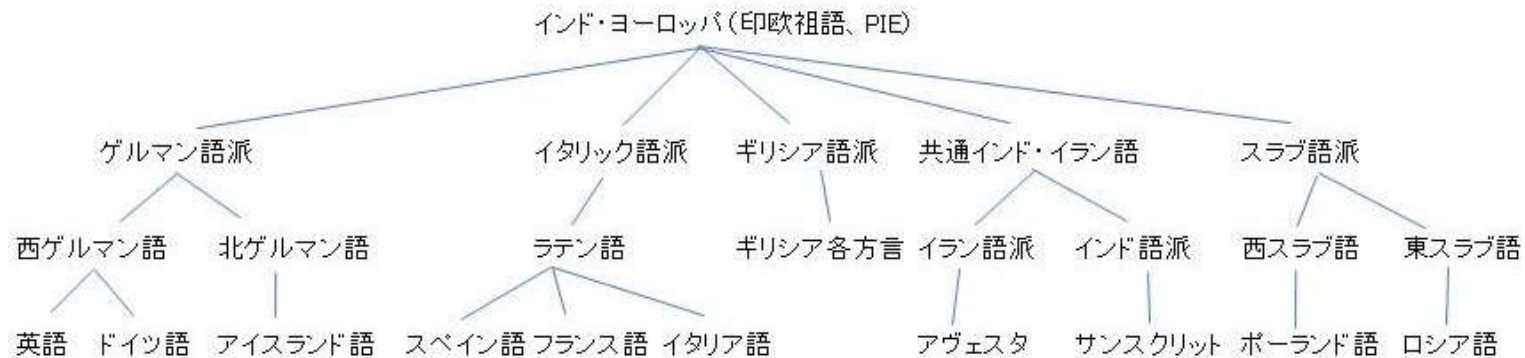 インド・ヨーロッパ(印欧祖語、PIE)
ゲルマン語派 イタリック語派 ギリシア語派 共通インド・イラン語 スラブ語派
西ゲルマン語 北ゲルマン語 ラテン語 ギリシア各方言 イラン語派 インド語派 西スラブ語 東スラブ語
英語 ドイツ語 アイスランド語 スペイン語 フランス語 イタリア語 アヴェスタ サンスクリット ポーランド語 ロシア語